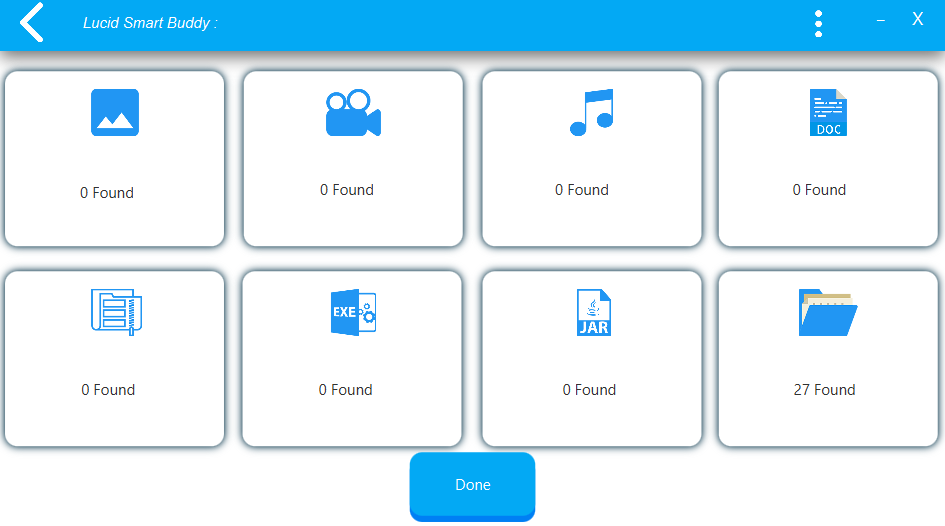 Lucid Smart Buddy :
– X
DOC
0 Found
0 Found
0 Found
0 Found
EXE
JAR
0 Found
0 Found
0 Found
27 Found
Done